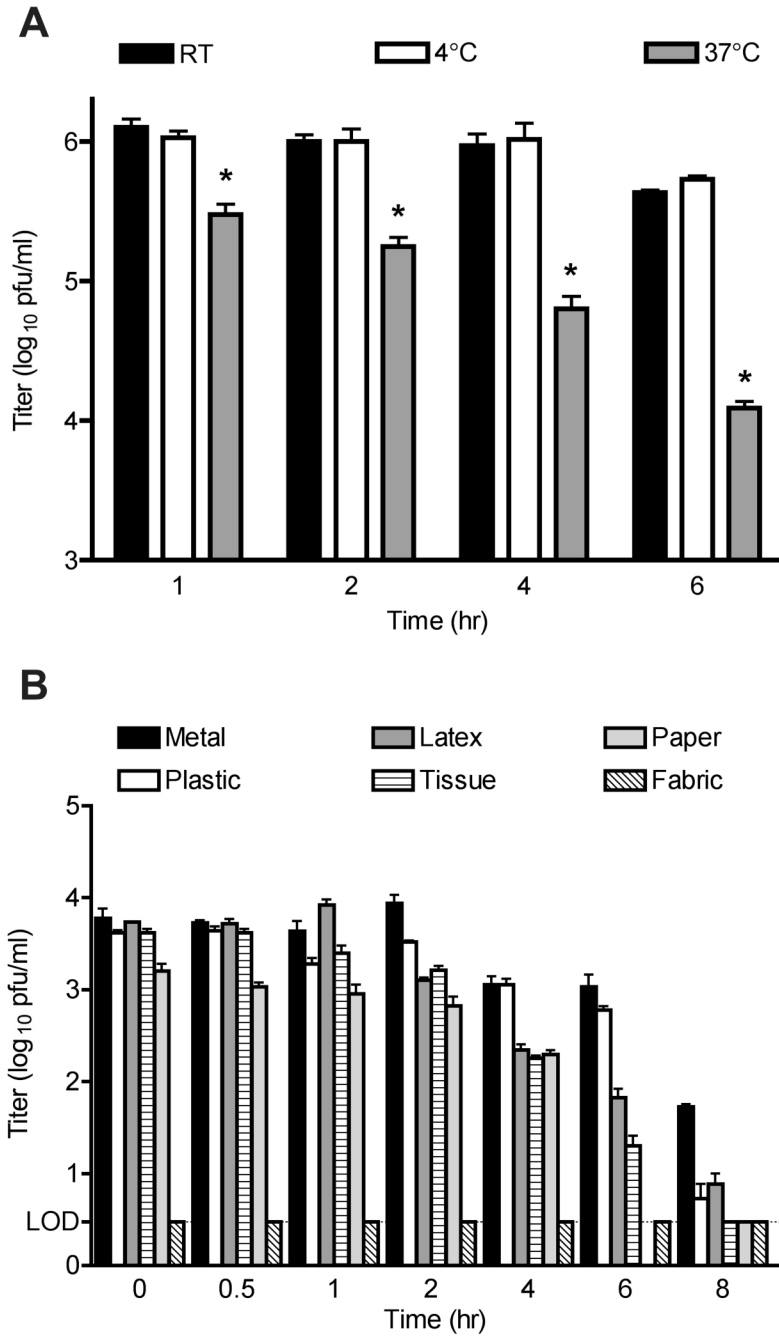 A
RT 4°C 37°C
Titer (log10 pfu/ml)
6
5
4
3
* * * *
1 2 4 6
Time (hr)
B
Metal Latex Paper
Plastic Tissue Fabric
Titer (log10 pfu/ml)
5
4
3
2
1
LOD
0
0 0.5 1 2 4 6 8
Time (hr)